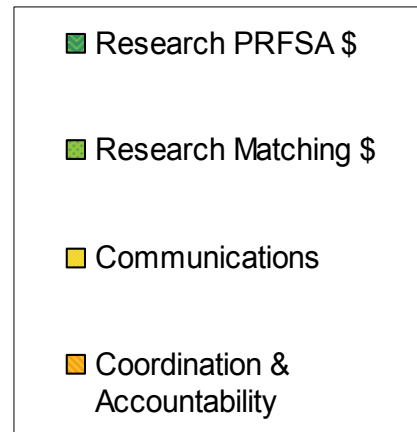 Research PRFSA $
Research Matching $
Communications
Coordination &
Accountability